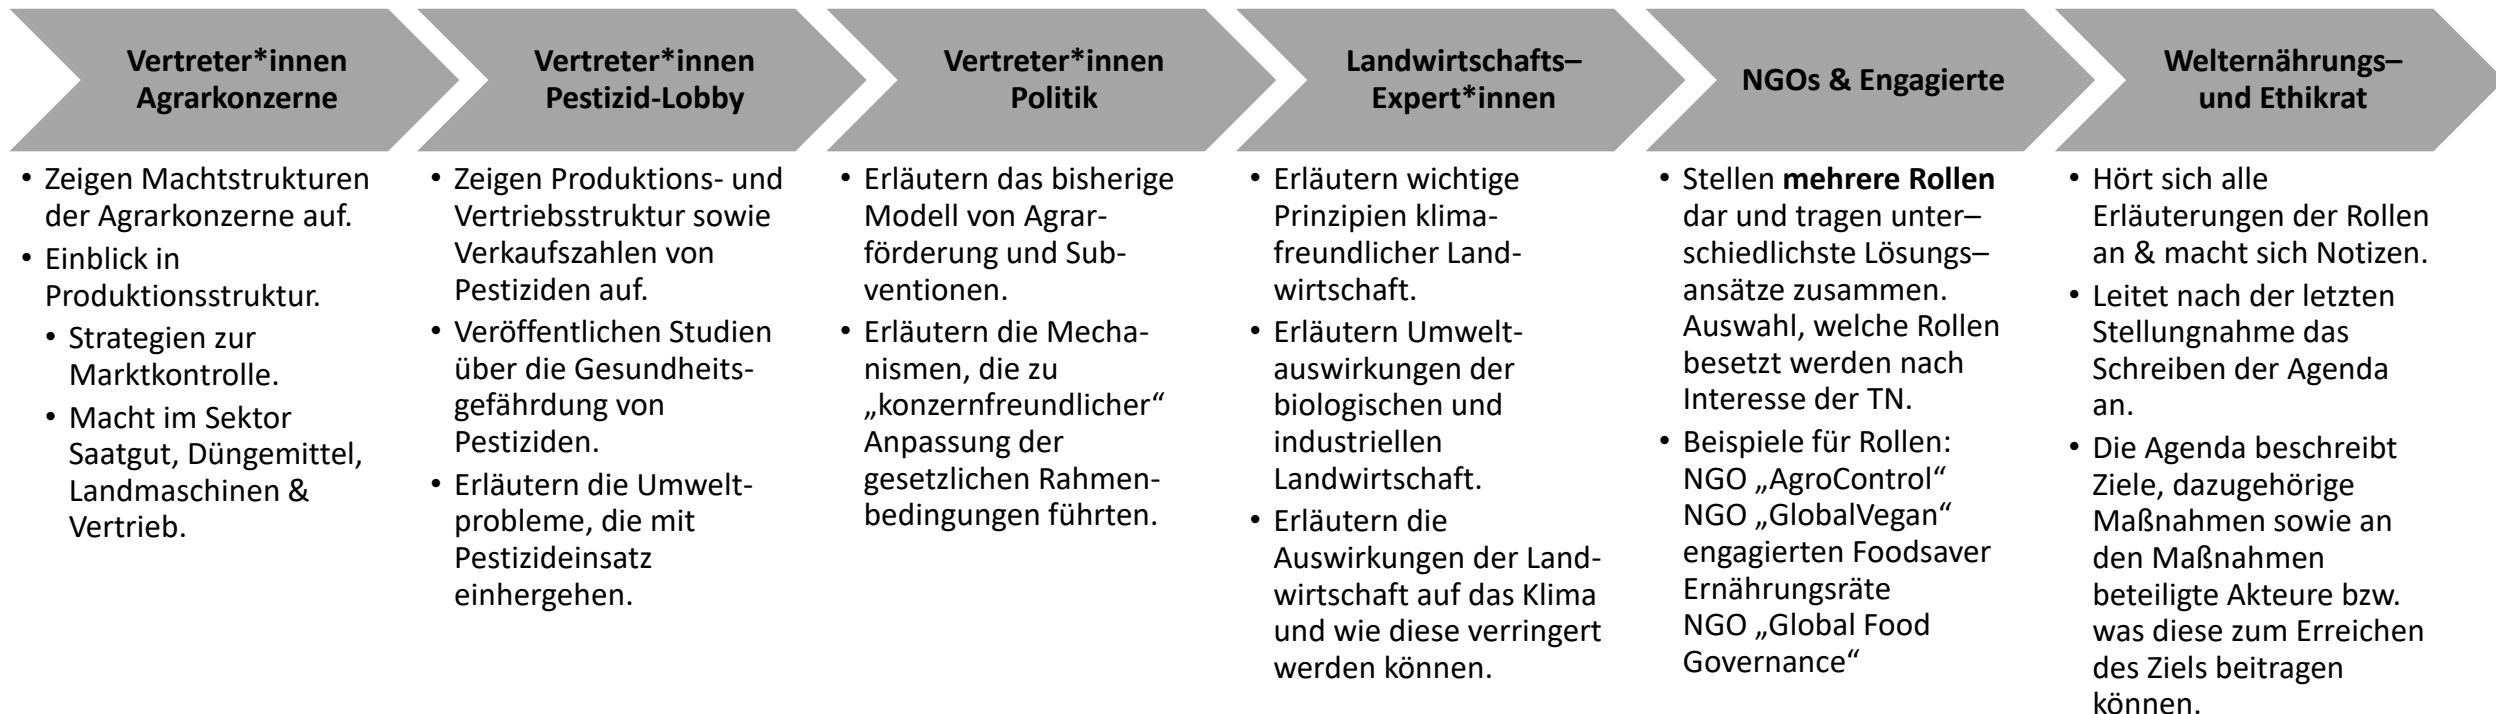 Vertreter*innen
Agrarkonzerne
• Zeigen Machtstrukturen
der Agrarkonzerne auf.
• Einblick in
Produktionsstruktur.
• Strategien zur
Marktkontrolle.
• Macht im Sektor
Saatgut, Düngemittel,
Landmaschinen &
Vertrieb.
Vertreter*innen
Pestizid-Lobby
• Zeigen Produktions- und
Vertriebsstruktur sowie
Verkaufszahlen von
Pestiziden auf.
• Veröffentlichen Studien
über die Gesundheits-
gefährdung von
Pestiziden.
• Erläutern die Umwelt-
probleme, die mit
Pestizideinsatz
einhergehen.
Vertreter*innen
Politik
• Erläutern das bisherige
Modell von Agrar-
förderung und Sub-
ventionen.
• Erläutern die Mecha-
nismen, die zu
„konzernfreundlicher“
Anpassung der
gesetzlichen Rahmen-
bedingungen führten.
Landwirtschafts–
Expert*innen
• Erläutern wichtige
Prinzipien klima-
freundlicher Land-
wirtschaft.
• Erläutern Umwelt-
auswirkungen der
biologischen und
industriellen
Landwirtschaft.
• Erläutern die
Auswirkungen der Land-
wirtschaft auf das Klima
und wie diese verringert
werden können.
NGOs & Engagierte
• Stellen mehrere Rollen
dar und tragen unter–
schiedlichste Lösungs–
ansätze zusammen.
Auswahl, welche Rollen
besetzt werden nach
Interesse der TN.
• Beispiele für Rollen:
NGO „AgroControl“
NGO „GlobalVegan“
engagierten Foodsaver
Ernährungsräte
NGO „Global Food
Governance“
Welternährungs–
und Ethikrat
• Hört sich alle
Erläuterungen der Rollen
an & macht sich Notizen.
• Leitet nach der letzten
Stellungnahme das
Schreiben der Agenda
an.
• Die Agenda beschreibt
Ziele, dazugehörige
Maßnahmen sowie an
den Maßnahmen
beteiligte Akteure bzw.
was diese zum Erreichen
des Ziels beitragen
können.